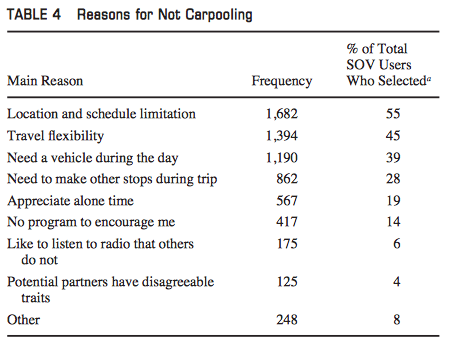 TABLE 4 Reasons for Not Carpooling
% of Total
SOV Users
Main Reason Frequency Who Selectedᵃ
Location and schedule limitation 1,682 55
Travel flexibility 1,394 45
Need a vehicle during the day 1,190 39
Need to make other stops during trip 862 28
Appreciate alone time 567 19
No program to encourage me 417 14
Like to listen to radio that others 175 6
do not
Potential partners have disagreeable 125 4
traits
Other 248 8